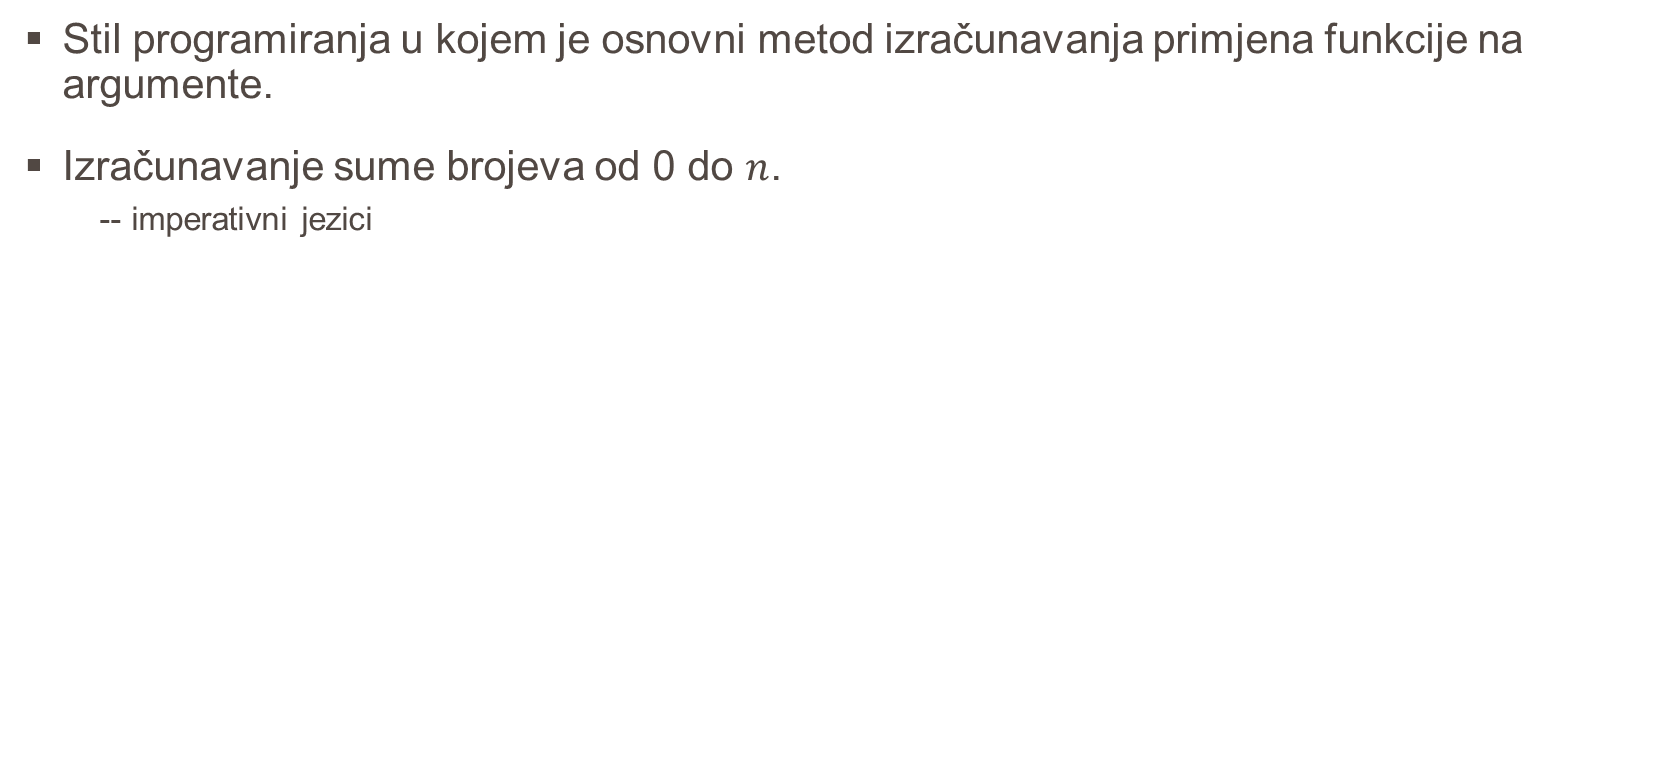 ▪ Stil programiranja u kojem je osnovni metod izračunavanja primjena funkcije na
argumente.
▪ Izračunavanje sume brojeva od 0 do 𝑛.
-- imperativni jezici